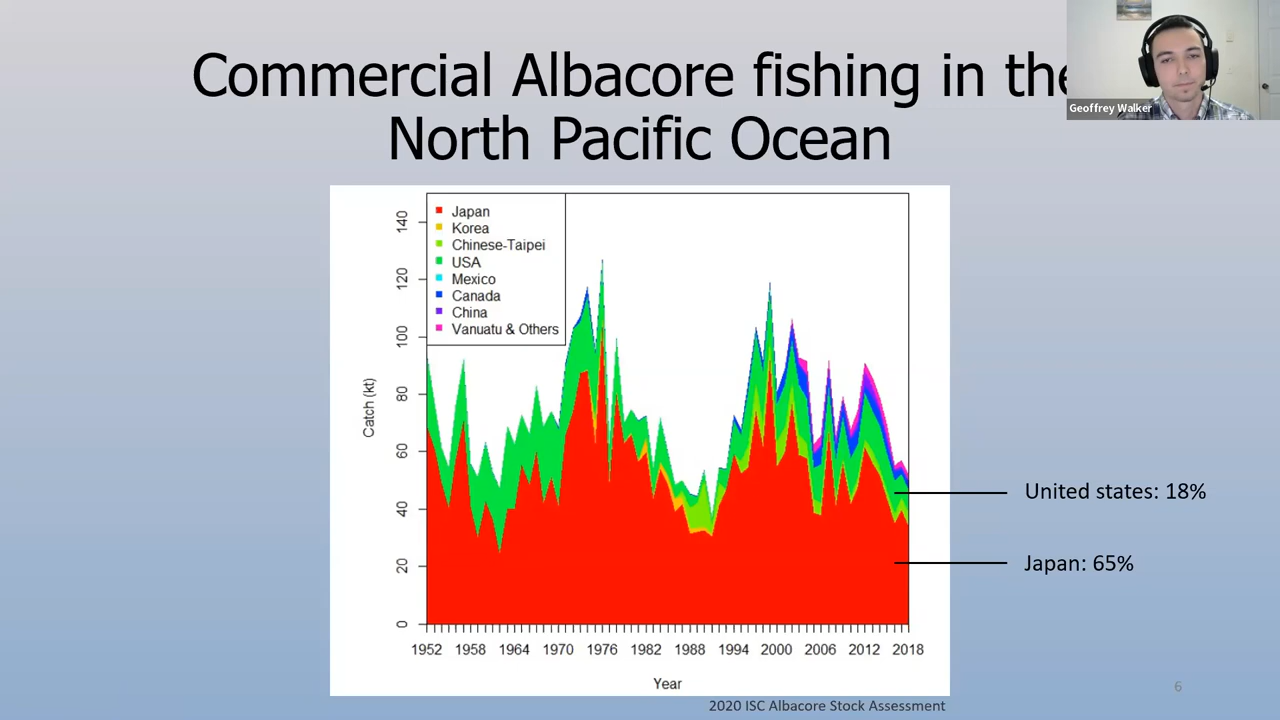 Commercial Albacore fishing in the
North Pacific Ocean
Geoffrey Walker
Japan
Korea
Chinese-Taipei
USA
Mexico
Canada
China
Vanuatu & Others
140
120
100
80
60
40
20
0
Catch (kt)
1952 1958 1964 1970 1976 1982 1988 1994 2000 2006 2012 2018
Year
United states: 18%
Japan: 65%
2020 ISC Albacore Stock Assessment
6